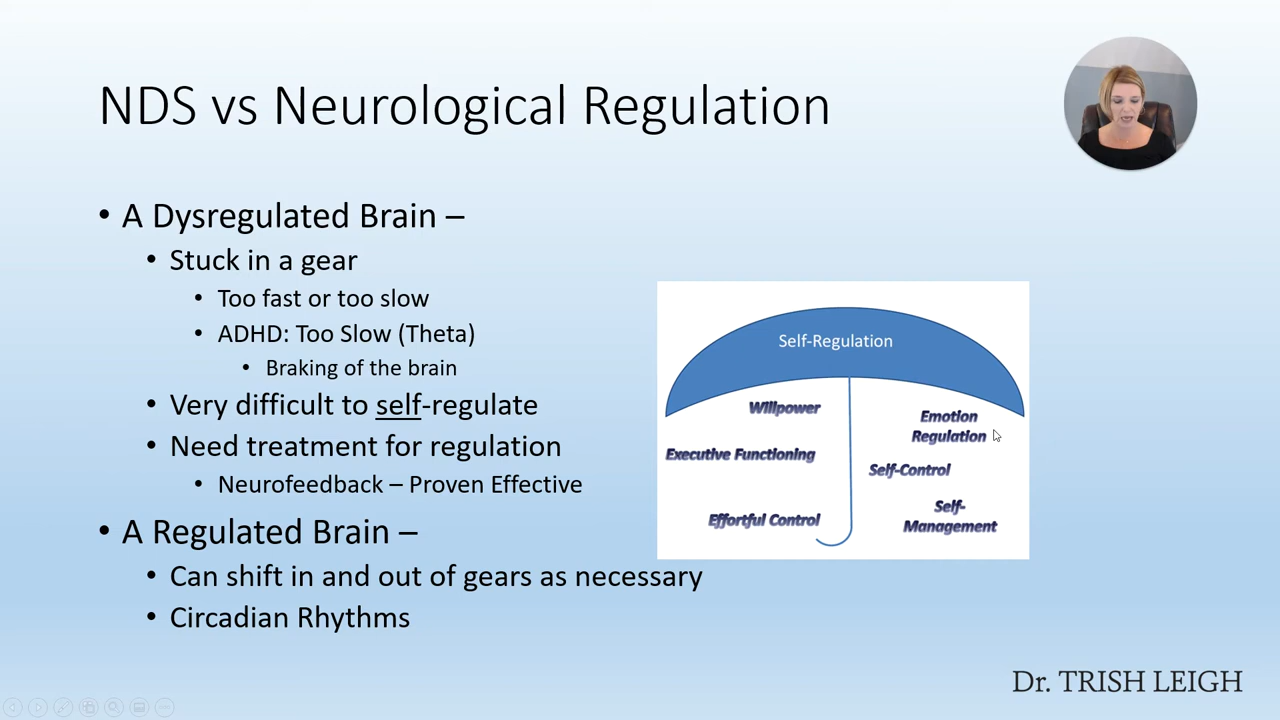 NDS vs Neurological Regulation
• A Dysregulated Brain –
• Stuck in a gear
• Too fast or too slow
• ADHD: Too Slow (Theta)
• Braking of the brain
• Very difficult to self-regulate
• Need treatment for regulation
• Neurofeedback – Proven Effective
• A Regulated Brain –
• Can shift in and out of gears as necessary
• Circadian Rhythms
Self-Regulation
Willpower
Executive Functioning
Effortful Control
Emotion
Regulation
Self-Control
Self-
Management
Dr. TRISH LEIGH